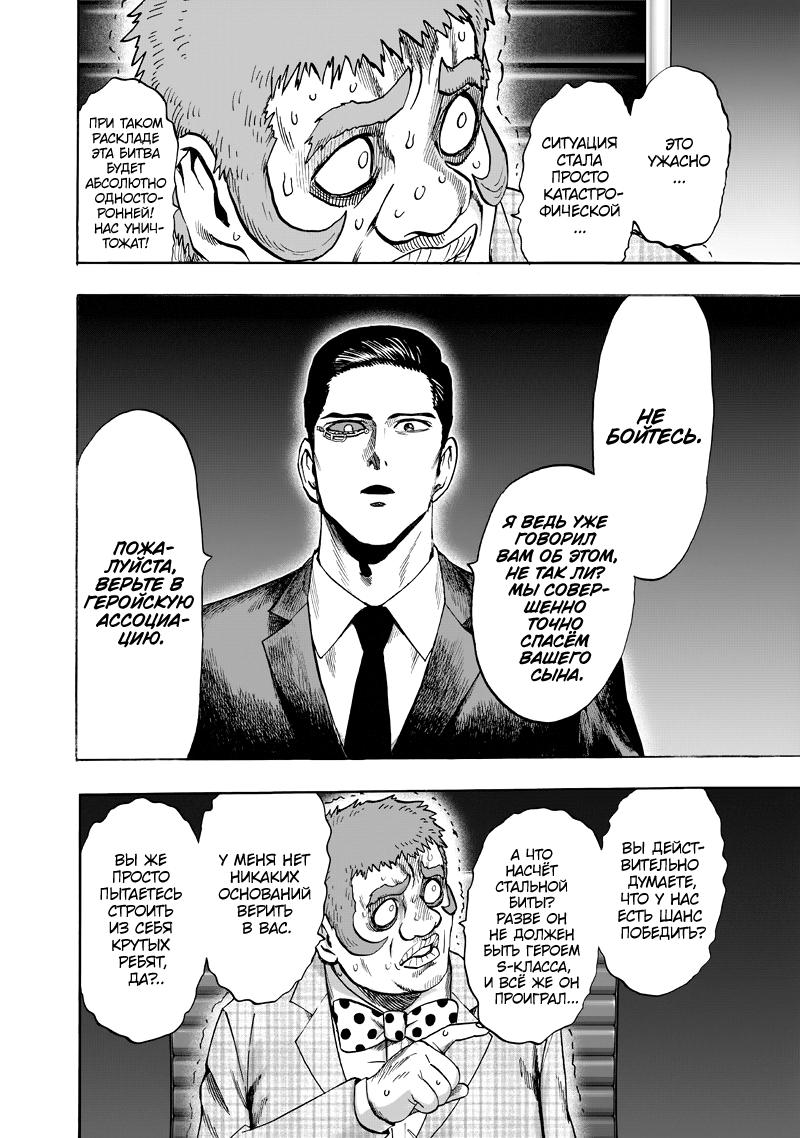 ЭТО
УЖАСНО
...
СИТУАЦИЯ
СТАЛА
ПРОСТО
КАТАСТРО-
ФИЧЕСКОЙ
...
ПРИ ТАКОМ
РАСКЛАДЕ
ЭТА БИТВА
БУДЕТ
АБСОЛЮТНО
ОДНОСТО-
РОННЕЙ!
НАС УНИЧ-
ТОЖАТ!
НЕ
БОЙТЕСЬ.
Я ВЕДЬ УЖЕ
ГОВОРИЛ
ВАМ ОБ ЭТОМ,
НЕ ТАК ЛИ?
МЫ СОВЕР-
ШЕННО
ТОЧНО
СПАСЁМ
ВАШЕГО
СЫНА.
ПОЖА-
ЛУЙСТА,
ВЕРЬТЕ В
ГЕРОЙСКУЮ
АССОЦИА-
ЦИЮ.
ВЫ ДЕЙСТ-
ВИТЕЛЬНО
ДУМАЕТЕ,
ЧТО У НАС
ЕСТЬ ШАНС
ПОБЕДИТЬ?
А ЧТО
НАСЧЁТ
СТАЛЬНОЙ
БИТЫ?
РАЗВЕ ОН
НЕ ДОЛЖЕН
БЫТЬ ГЕРОЕМ
S-КЛАССА,
И ВСЁ ЖЕ ОН
ПРОИГРАЛ...
У МЕНЯ НЕТ
НИКАКИХ
ОСНОВАНИЙ
ВЕРИТЬ
В ВАС.
ВЫ ЖЕ
ПРОСТО
ПЫТАЕТЕСЬ
СТРОИТЬ
ИЗ СЕБЯ
КРУТЫХ
РЕБЯТ,
ДА?..